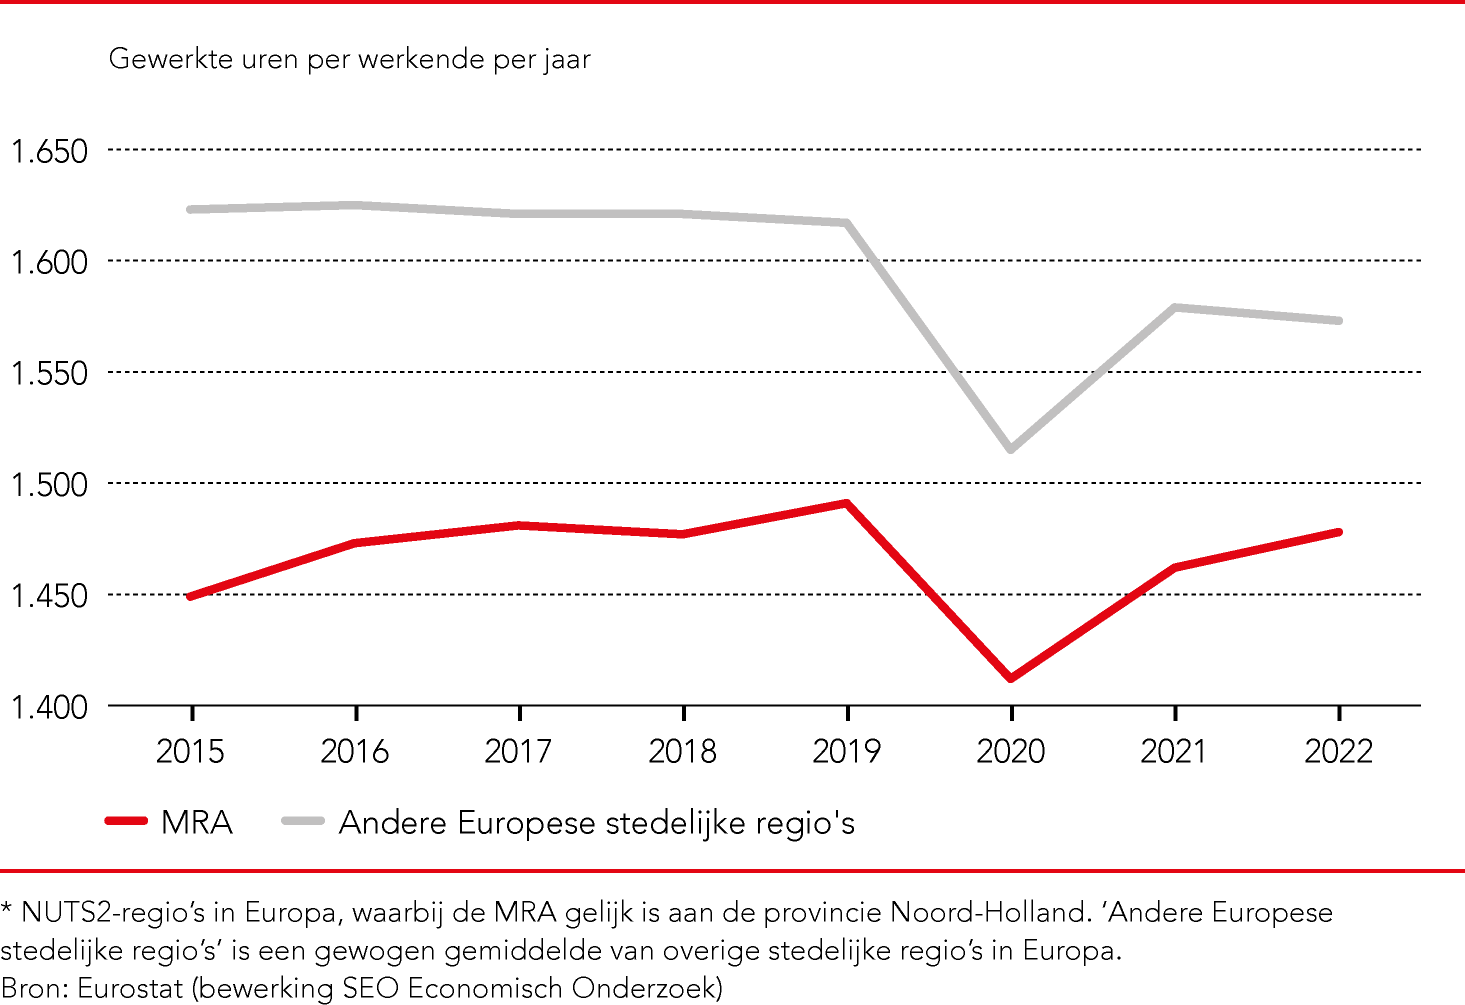 Gewerkte uren per werkende per jaar
1.650
1.600
1.550
1.500
1.450
1.400
2015 2016 2017 2018 2019 2020 2021 2022
MRA Andere Europese stedelijke regio's
* NUTS2-regio’s in Europa, waarbij de MRA gelijk is aan de provincie Noord-Holland. ‘Andere Europese
stedelijke regio’s’ is een gewogen gemiddelde van overige stedelijke regio’s in Europa.
Bron: Eurostat (bewerking SEO Economisch Onderzoek)